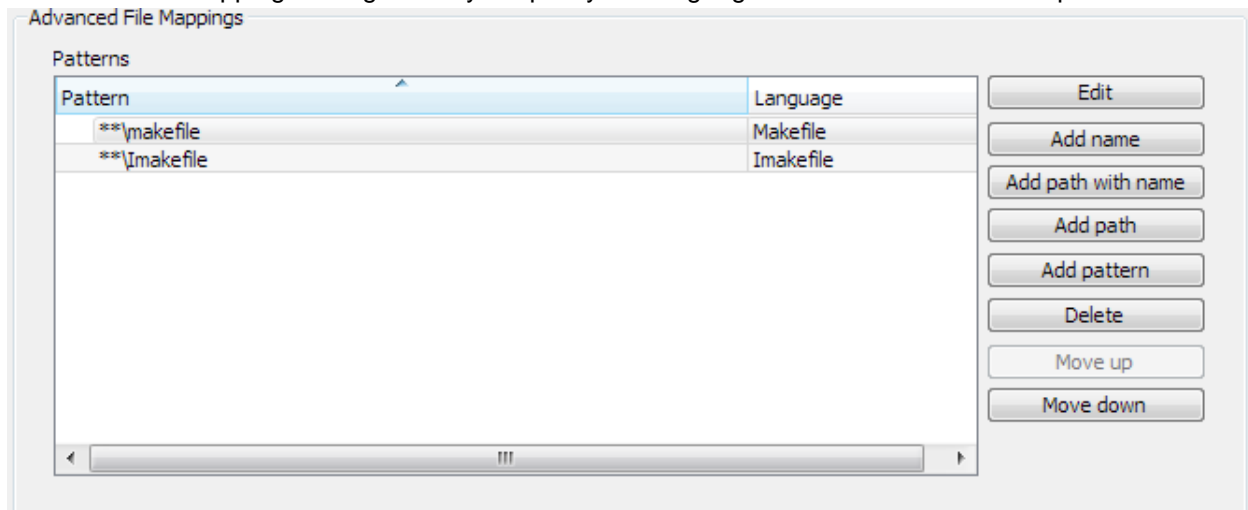 Advanced File Mappings
Patterns
Pattern Language
**\makefile Makefile
**\Imakefile Imakefile
Edit
Add name
Add path with name
Add path
Add pattern
Delete
Move up
Move down